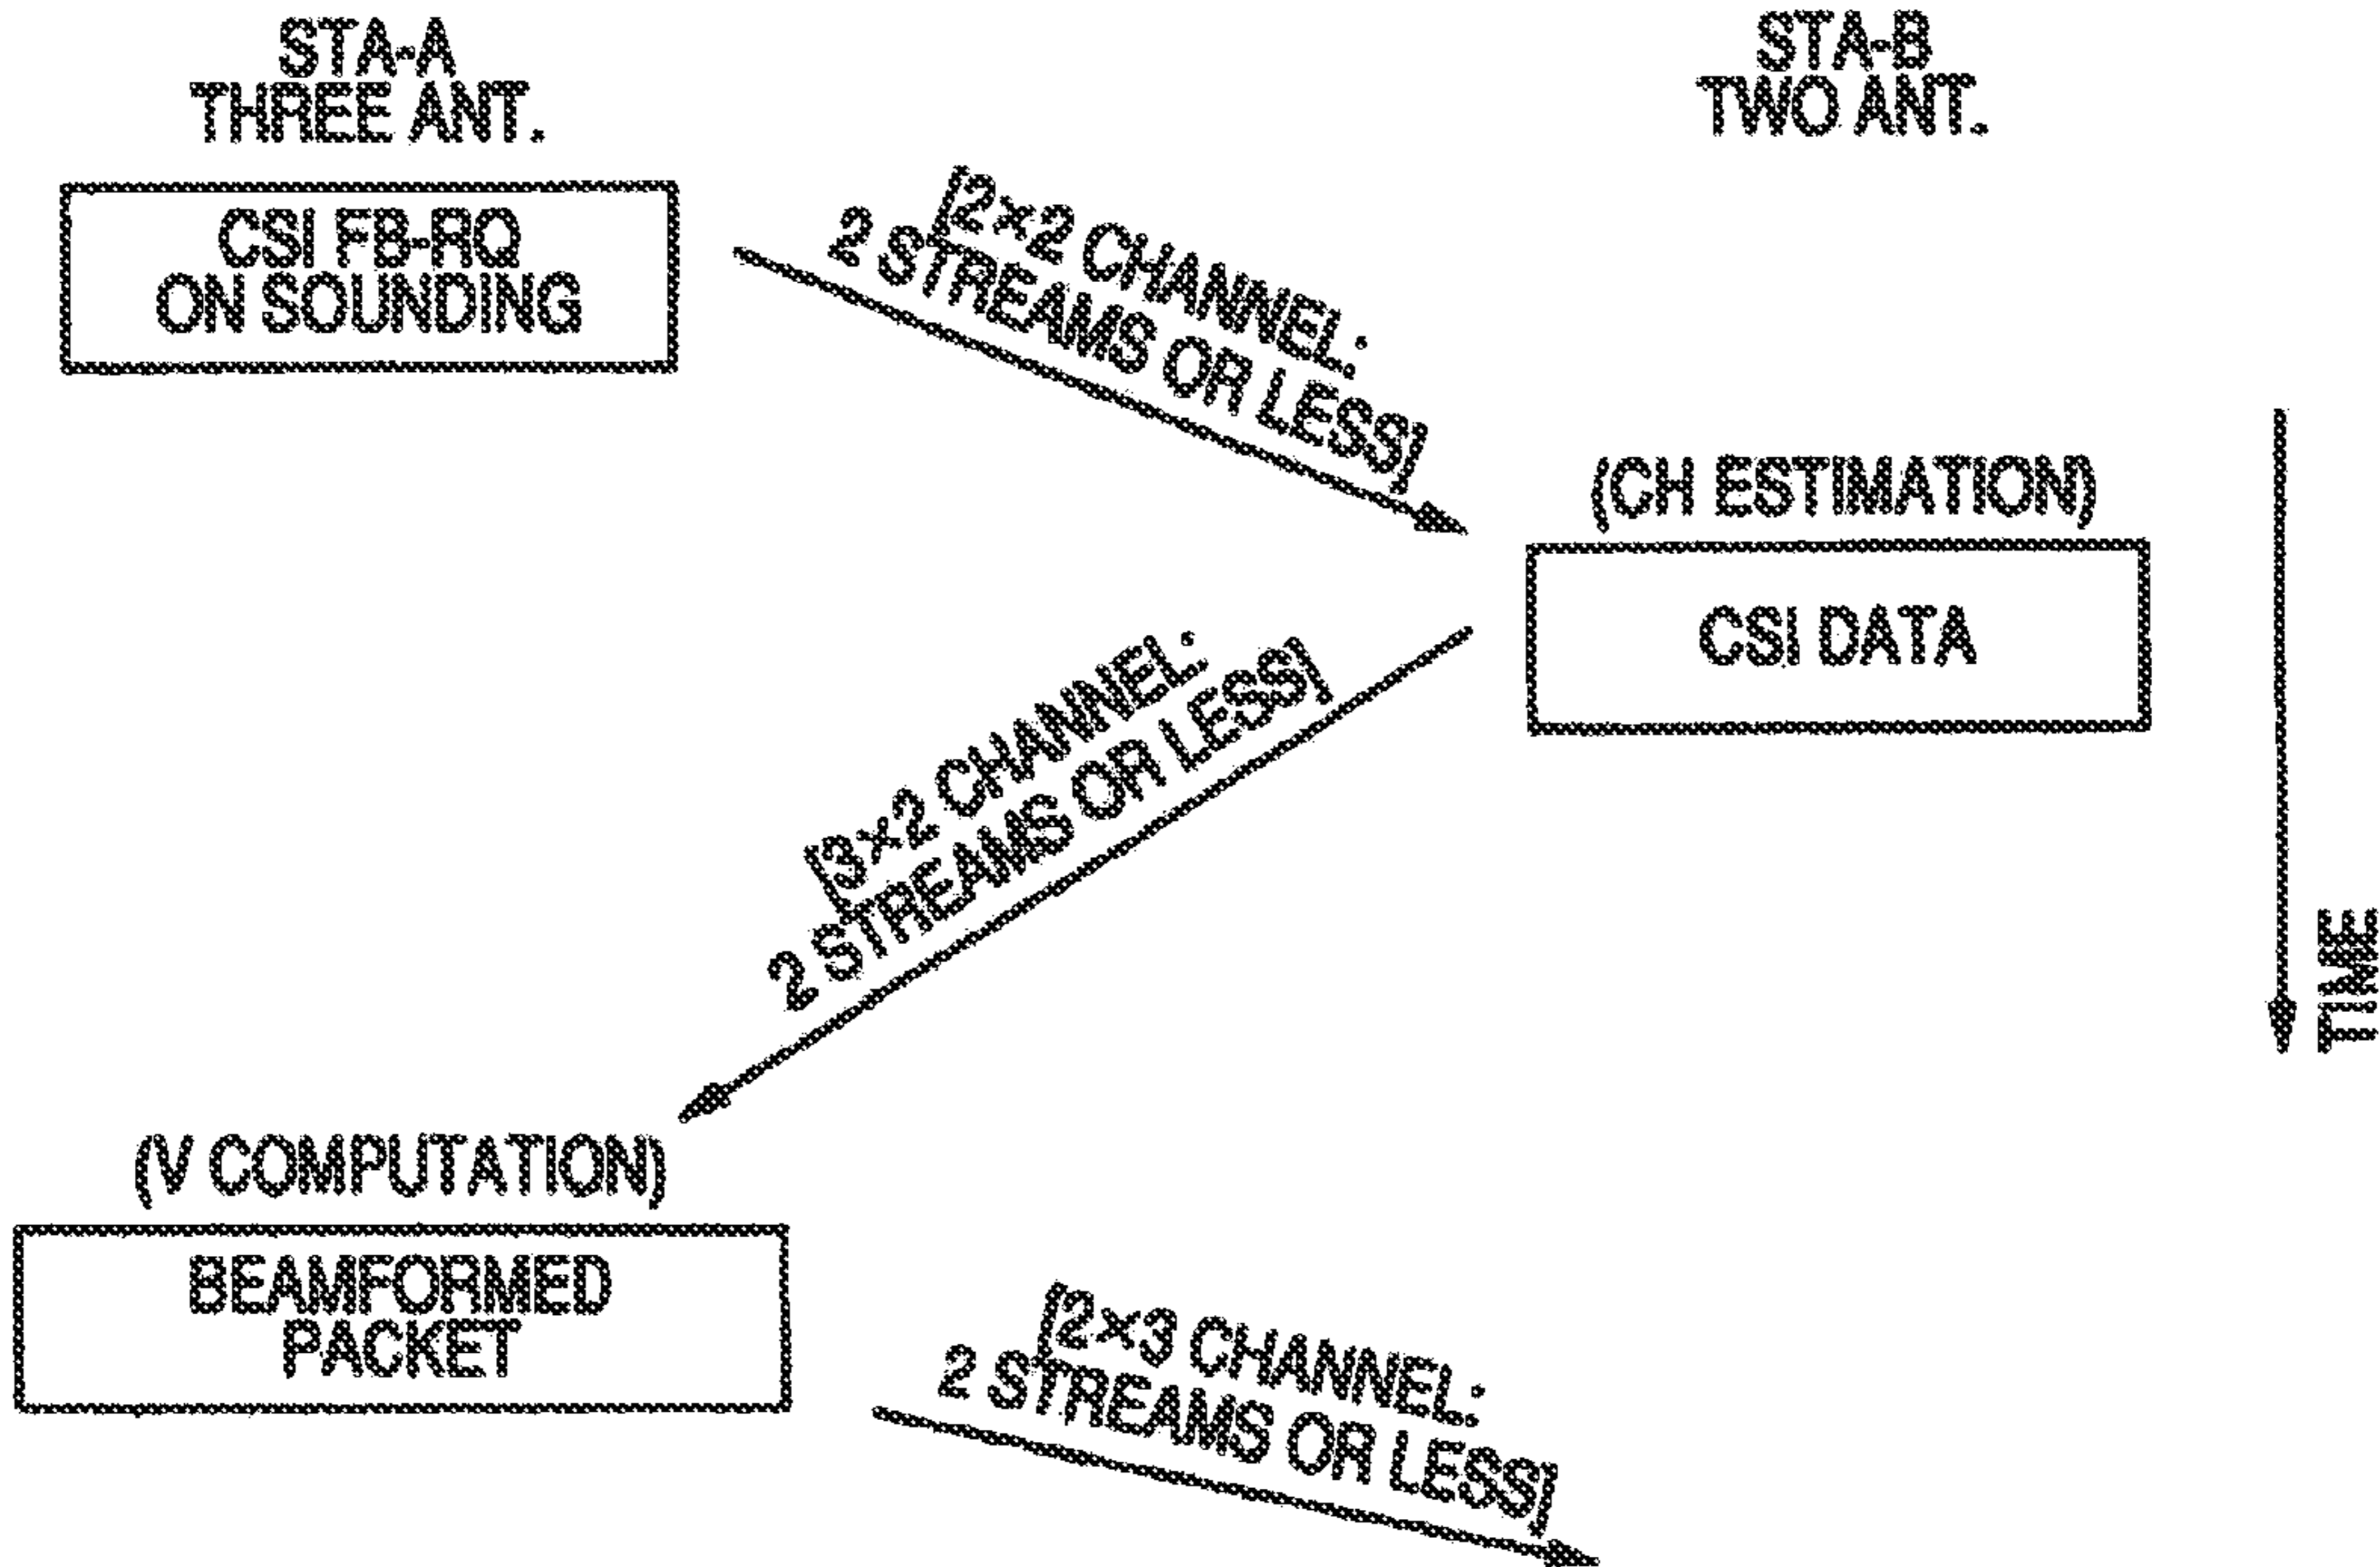 STA-A
THREE ANT.
STA-B
TWO ANT.
CSI FB-RQ
ON SOUNDING
[2×2 CHANNEL:
2 STREAMS OR LESS]
(CH ESTIMATION)
CSI DATA
[3×2 CHANNEL:
2 STREAMS OR LESS]
TIME
(V COMPUTATION)
BEAMFORMED
PACKET
[2×3 CHANNEL:
2 STREAMS OR LESS]